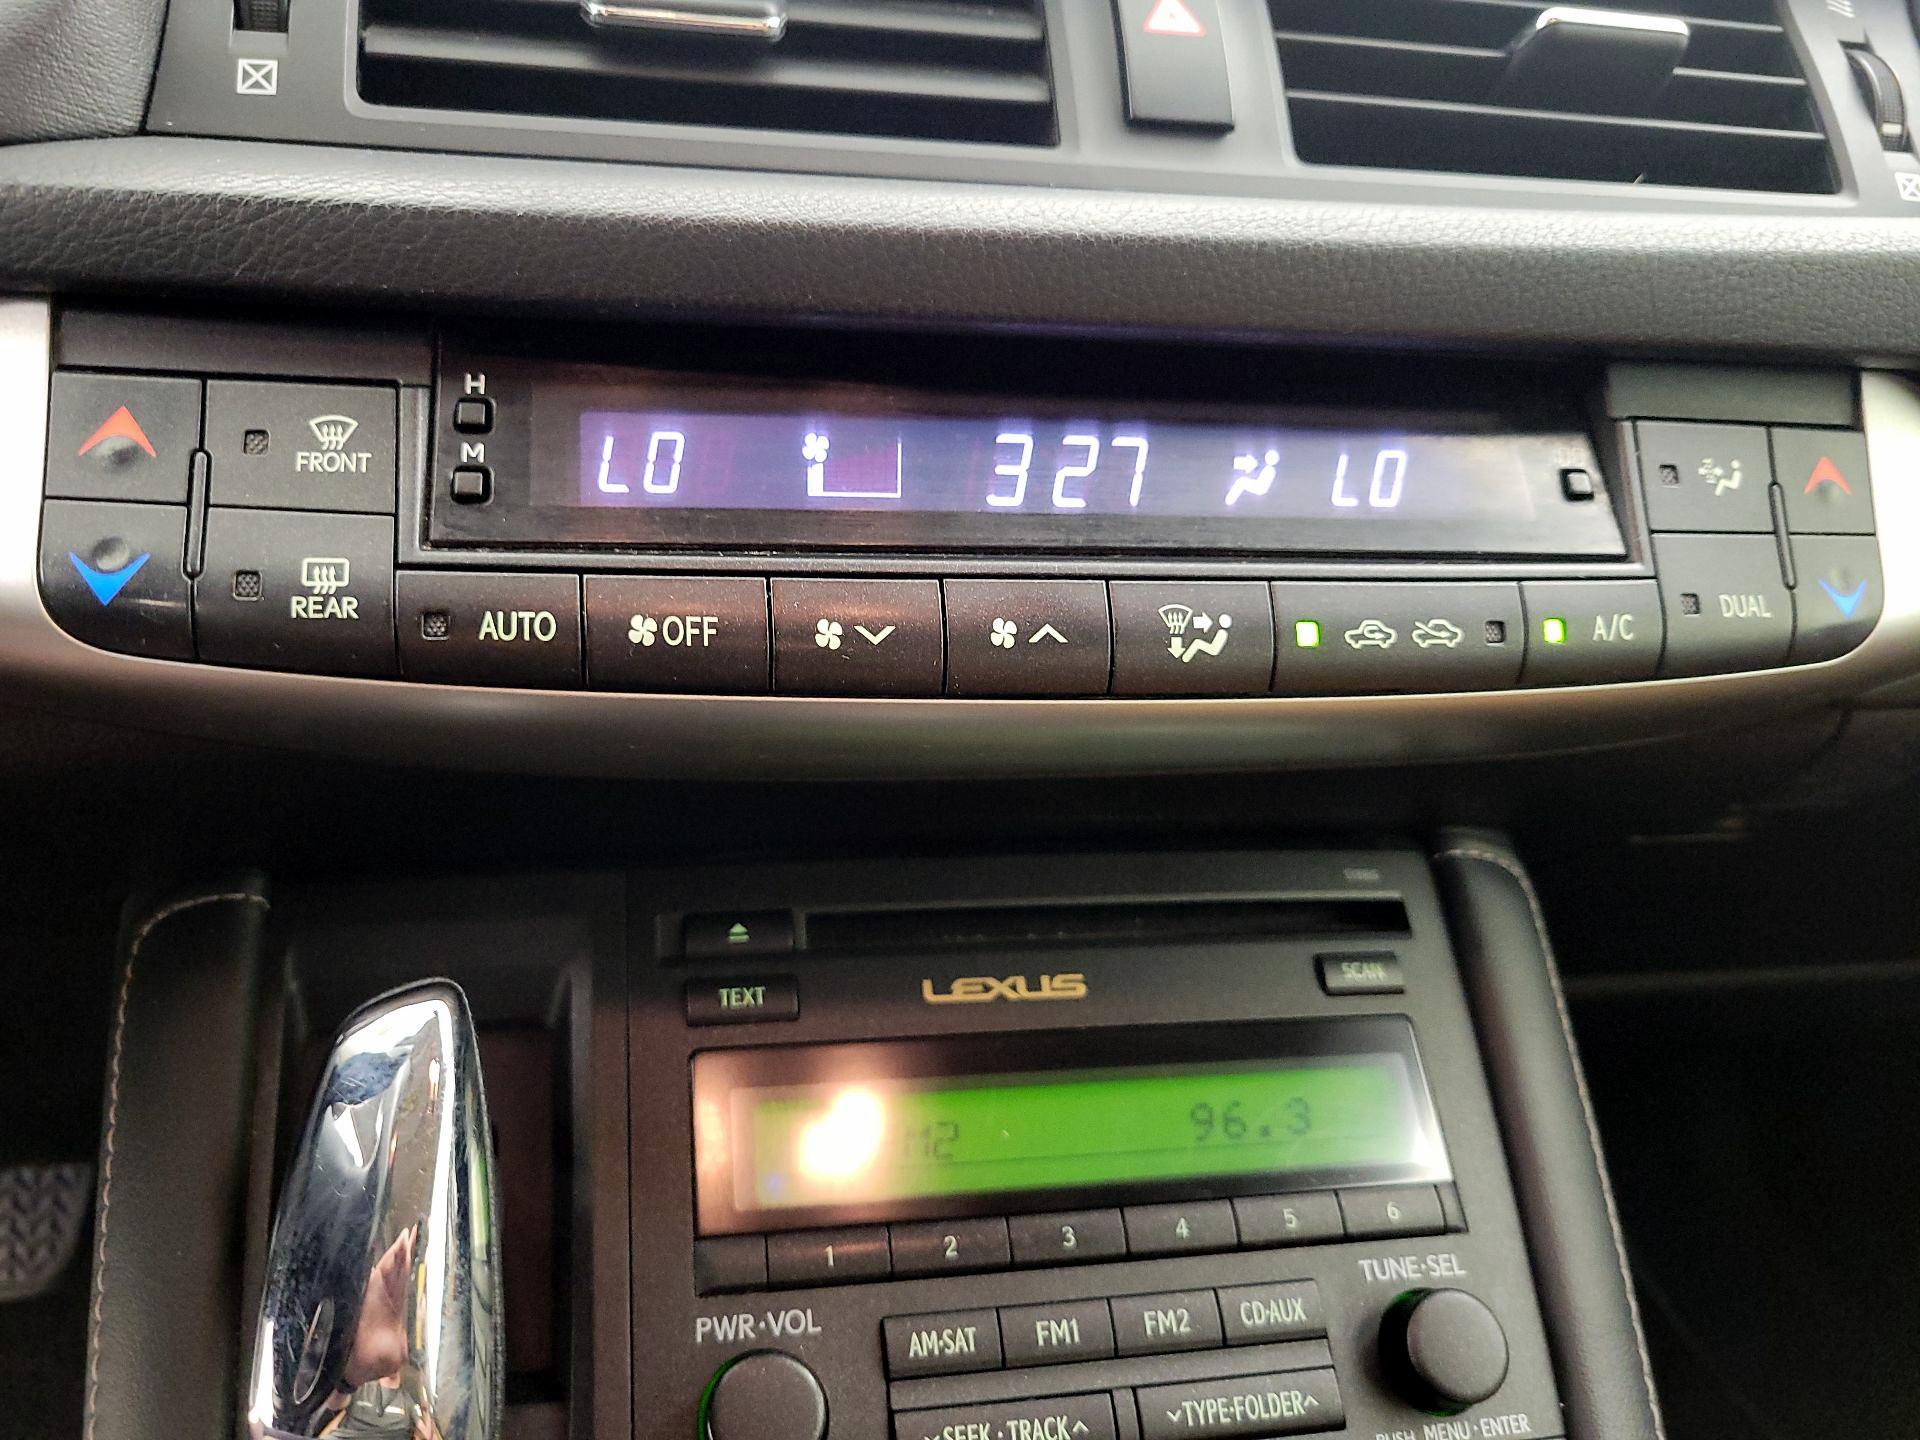 H
M
LO 327 LO
FRONT
REAR
AUTO
OFF
A/C
DUAL
TEXT
LEXUS
SCAN
96.3
1 2 3 4 5 6
PWR·VOL
TUNE·SEL
AM·SAT FM1 FM2 CD·AUX
SEEK·TRACK
TYPE·FOLDER
PUSH MENU·ENTER